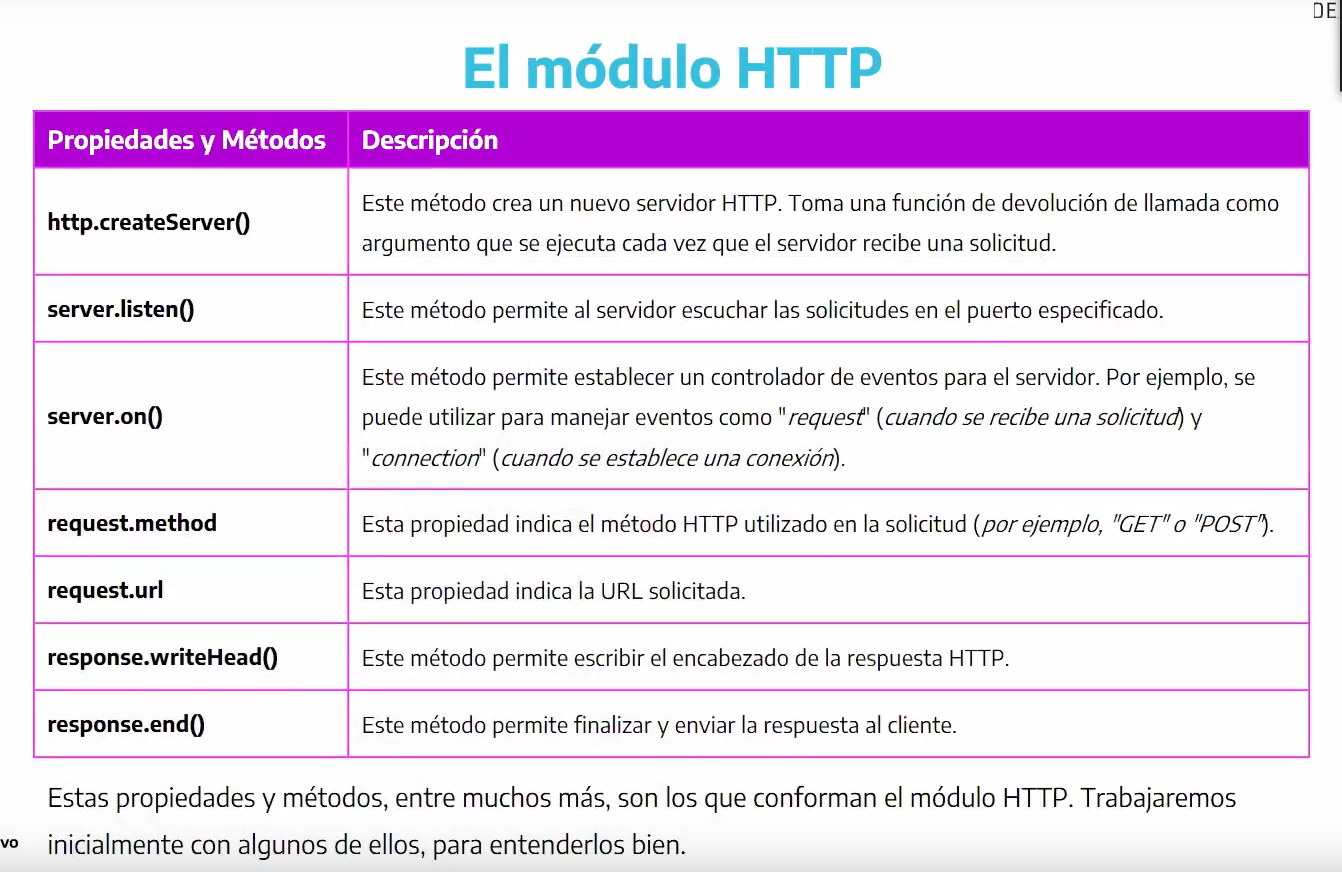 DE
El módulo HTTP
Propiedades y Métodos
Descripción
http.createServer()
Este método crea un nuevo servidor HTTP. Toma una función de devolución de llamada como
argumento que se ejecuta cada vez que el servidor recibe una solicitud.
server.listen()
Este método permite al servidor escuchar las solicitudes en el puerto especificado.
server.on()
Este método permite establecer un controlador de eventos para el servidor. Por ejemplo, se
puede utilizar para manejar eventos como "request" (cuando se recibe una solicitud) y
"connection" (cuando se establece una conexión).
request.method
Esta propiedad indica el método HTTP utilizado en la solicitud (por ejemplo, "GET" o "POST").
request.url
Esta propiedad indica la URL solicitada.
response.writeHead()
Este método permite escribir el encabezado de la respuesta HTTP.
response.end()
Este método permite finalizar y enviar la respuesta al cliente.
Estas propiedades y métodos, entre muchos más, son los que conforman el módulo HTTP. Trabajaremos
vo
inicialmente con algunos de ellos, para entenderlos bien.